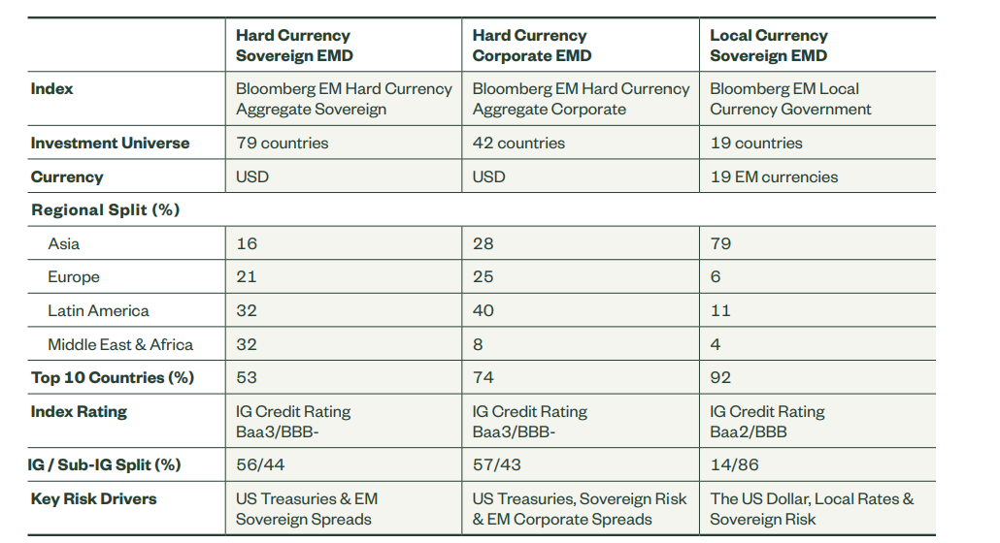 Hard Currency Sovereign EMD | Hard Currency Corporate EMD | Local Currency Sovereign EMD
Index | Bloomberg EM Hard Currency Aggregate Sovereign | Bloomberg EM Hard Currency Aggregate Corporate | Bloomberg EM Local Currency Government
Investment Universe | 79 countries | 42 countries | 19 countries
Currency | USD | USD | 19 EM currencies
Regional Split (%)
Asia | 16 | 28 | 79
Europe | 21 | 25 | 6
Latin America | 32 | 40 | 11
Middle East & Africa | 32 | 8 | 4
Top 10 Countries (%) | 53 | 74 | 92
Index Rating | IG Credit Rating Baa3/BBB- | IG Credit Rating Baa3/BBB- | IG Credit Rating Baa2/BBB
IG / Sub-IG Split (%) | 56/44 | 57/43 | 14/86
Key Risk Drivers | US Treasuries & EM Sovereign Spreads | US Treasuries, Sovereign Risk & EM Corporate Spreads | The US Dollar, Local Rates & Sovereign Risk